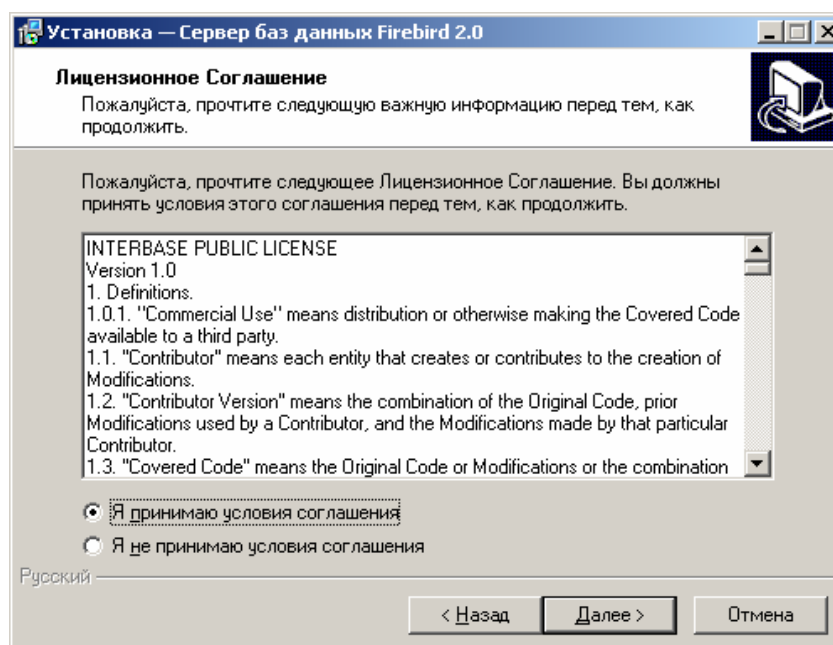 Установка — Сервер баз данных Firebird 2.0
Лицензионное Соглашение
Пожалуйста, прочтите следующую важную информацию перед тем, как
продолжить.
Пожалуйста, прочтите следующее Лицензионное Соглашение. Вы должны
принять условия этого соглашения перед тем, как продолжить.
INTERBASE PUBLIC LICENSE
Version 1.0
1. Definitions.
1.0.1. "Commercial Use" means distribution or otherwise making the Covered Code
available to a third party.
1.1. "Contributor" means each entity that creates or contributes to the creation of
Modifications.
1.2. "Contributor Version" means the combination of the Original Code, prior
Modifications used by a Contributor, and the Modifications made by that particular
Contributor.
1.3. "Covered Code" means the Original Code or Modifications or the combination
Я принимаю условия соглашения
Я не принимаю условия соглашения
Русский
< Назад
Далее >
Отмена